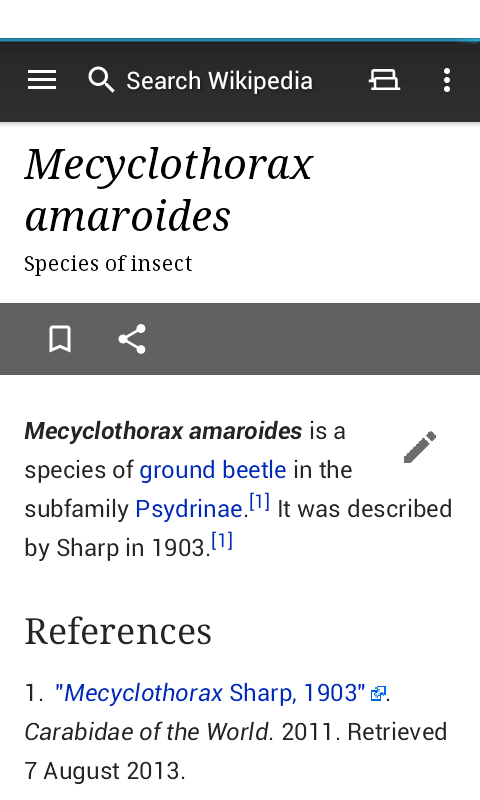 Search Wikipedia
Mecyclothorax
amaroides
Species of insect
Mecyclothorax amaroides is a
species of ground beetle in the
subfamily Psydrinae.[1] It was described
by Sharp in 1903.[1]
References
1. "Mecyclothorax Sharp, 1903".
Carabidae of the World. 2011. Retrieved
7 August 2013.